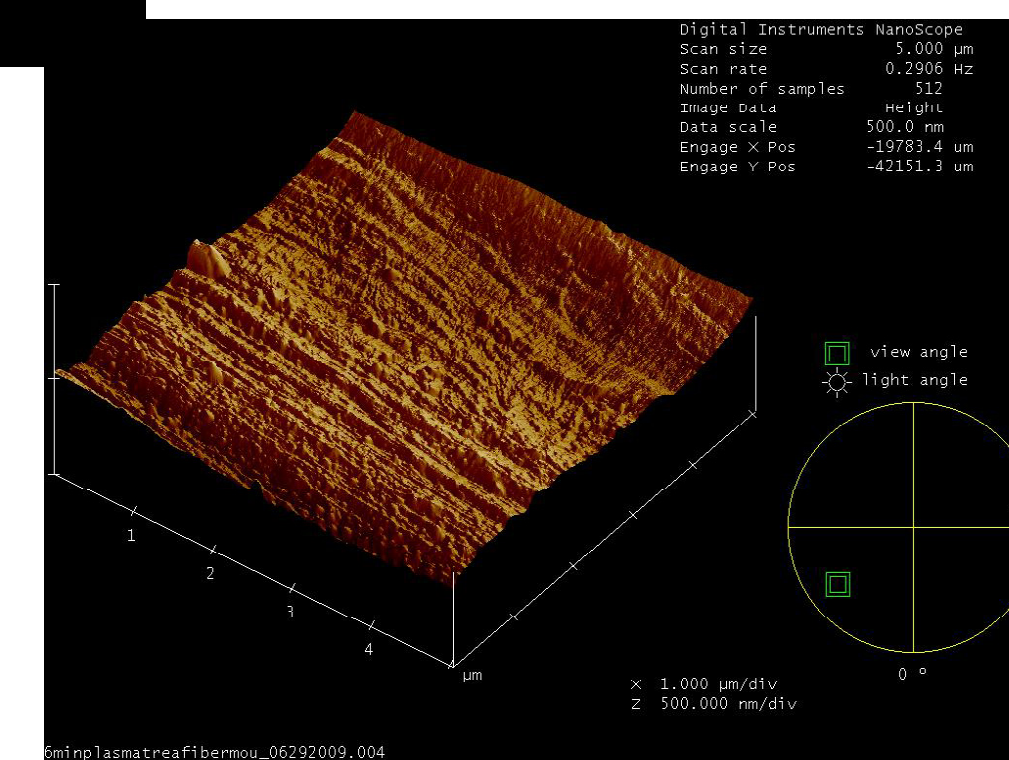 Digital Instruments NanoScope
Scan size 5.000 µm
Scan rate 0.2906 Hz
Number of samples 512
Image Data Height
Data scale 500.0 nm
Engage X Pos -19783.4 um
Engage Y Pos -42151.3 um
view angle
light angle
1
2
3
4
µm
0 º
X 1.000 µm/div
Z 500.000 nm/div
6minplasmatreafibermou_06292009.004